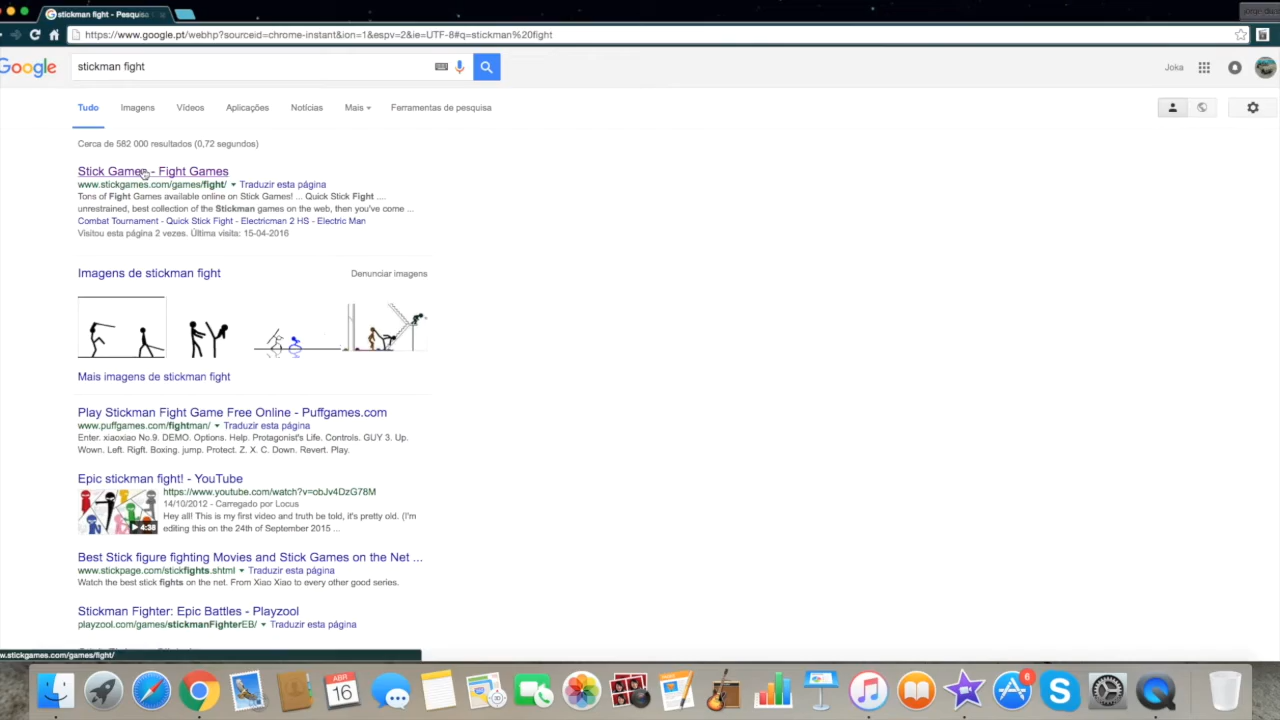 stickman fight - Pesquisa
https://www.google.pt/webhp?sourceid=chrome-instant&ion=1&espv=2&ie=UTF-8#q=stickman%20fight
Google
stickman fight
Joka
Tudo
Imagens
Vídeos
Aplicações
Notícias
Mais
Ferramentas de pesquisa
Cerca de 582 000 resultados (0,72 segundos)
Stick Games - Fight Games
www.stickgames.com/games/fight/ Traduzir esta página
Tons of Fight Games available online on Stick Games! ... Quick Stick Fight ....
unrestrained, best collection of the Stickman games on the web, then you've come ...
Combat Tournament - Quick Stick Fight - Electricman 2 HS - Electric Man
Visitou esta página 2 vezes. Última visita: 15-04-2016
Imagens de stickman fight
Denunciar imagens
Mais imagens de stickman fight
Play Stickman Fight Game Free Online - Puffgames.com
www.puffgames.com/fightman/ Traduzir esta página
Enter. xiaoxiao No.9. DEMO. Options. Help. Protagonist's Life. Controls. GUY 3. Up.
Wown. Left. Rigft. Boxing. jump. Protect. Z. X. C. Down. Revert. Play.
Epic stickman fight! - YouTube
https://www.youtube.com/watch?v=obJv4DzG78M
14/10/2012 - Carregado por Locus
Hey all! This is my first video and truth be told, it's pretty old. (I'm
editing this on the 24th of September 2015 ...
4:38
Best Stick figure fighting Movies and Stick Games on the Net ...
www.stickpage.com/stickfights.shtml Traduzir esta página
Watch the best stick fights on the net. From Xiao Xiao to every other good series.
Stickman Fighter: Epic Battles - Playzool
playzool.com/games/stickmanFighterEB/ Traduzir esta página
w.stickgames.com/games/fight/
ABR
16
6